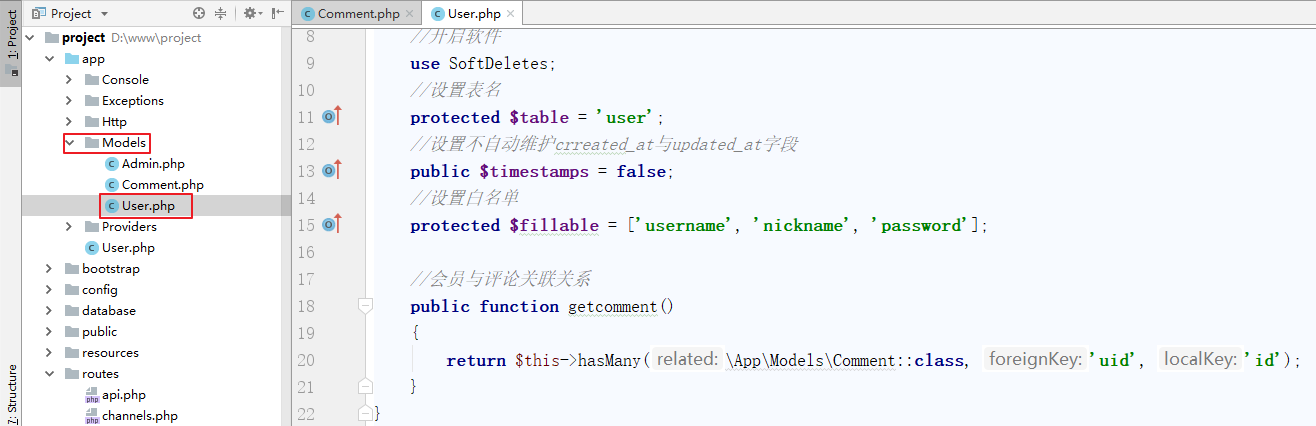 1: Project
7: Structure
Project
project D:\www\project
app
Console
Exceptions
Http
Models
Admin.php
Comment.php
User.php
Providers
User.php
bootstrap
config
database
public
resources
routes
api.php
channels.php
Comment.php
User.php
8 //开启软件
9 use SoftDeletes;
10 //设置表名
11 protected $table = 'user';
12 //设置不自动维护crreated_at与updated_at字段
13 public $timestamps = false;
14 //设置白名单
15 protected $fillable = ['username', 'nickname', 'password'];
16
17 //会员与评论关联关系
18 public function getcomment()
19 {
20 return $this->hasMany( related: \App\Models\Comment::class, foreignKey: 'uid', localKey: 'id');
21 }
22 }